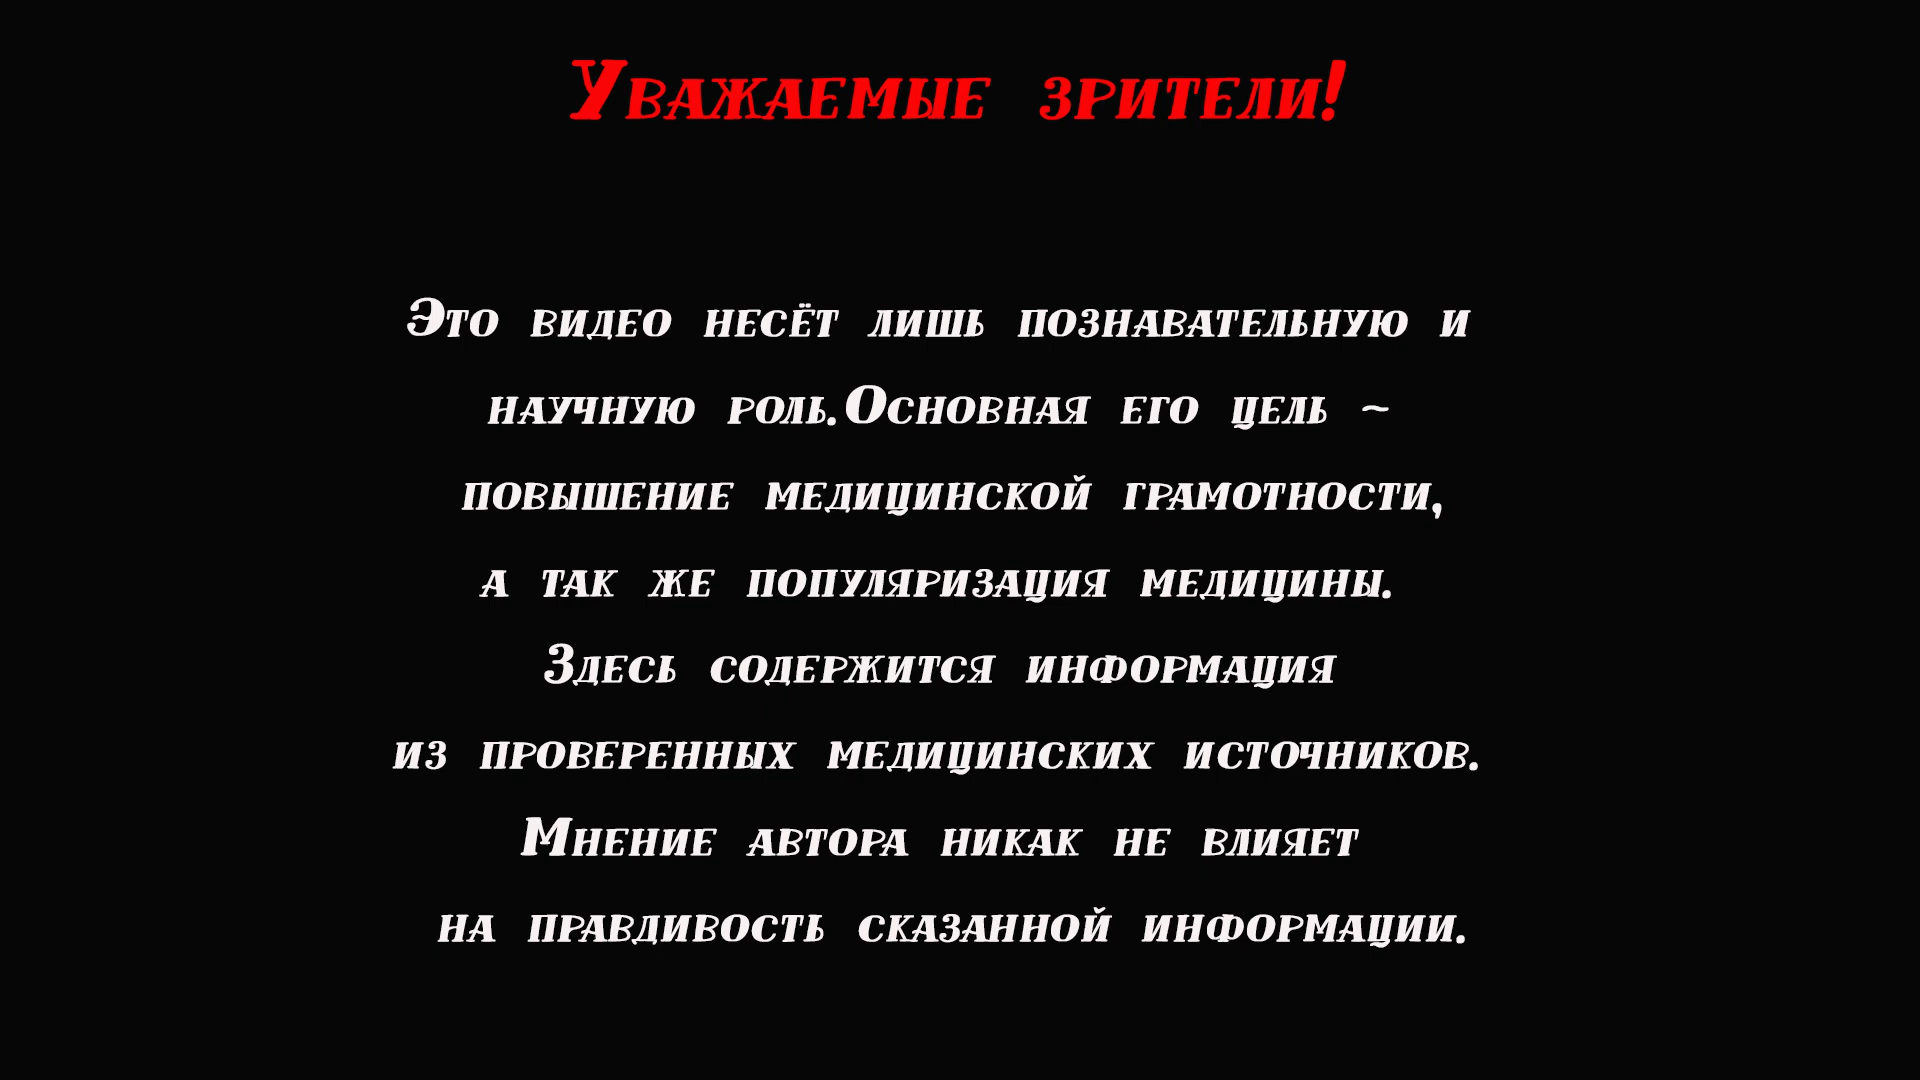 Уважаемые зрители!
Это видео несёт лишь познавательную и
научную роль.Основная его цель ~
повышение медицинской грамотности,
а так же популяризация медицины.
Здесь содержится информация
из проверенных медицинских источников.
Мнение автора никак не влияет
на правдивость сказанной информации.